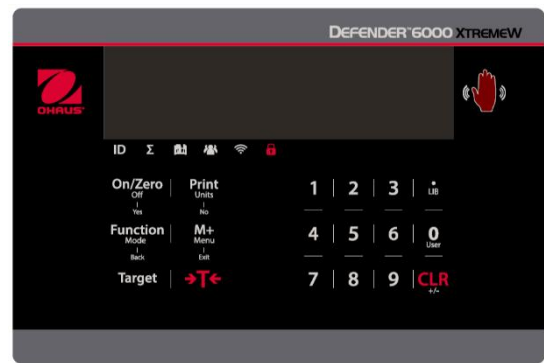 DEFENDER™6000 XTREMEW
OHAUS®
ID Σ
On/Zero Print 1 2 3 .
Off Units LIB
Yes No
Function M+ 4 5 6 0
Mode Menu User
Back Exit
Target →T← 7 8 9 CLR
+/-